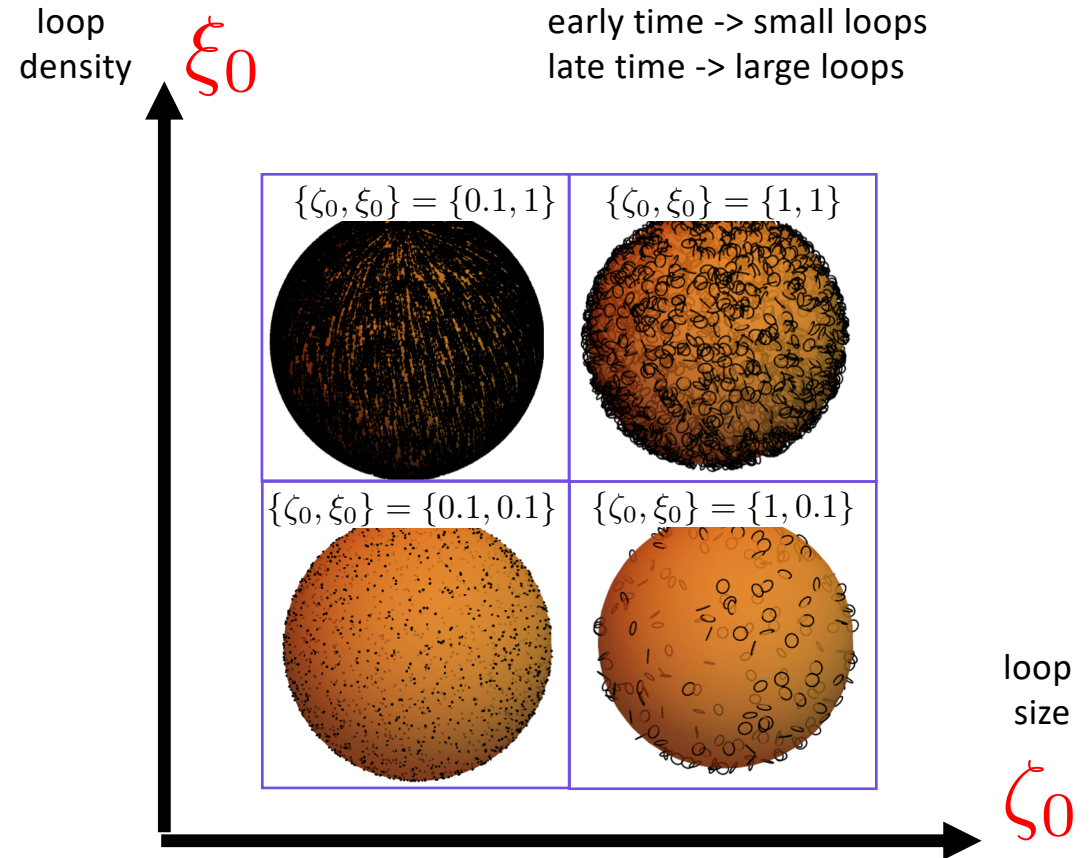 loop
density
ξ0
early time -> small loops
late time -> large loops
{ζ₀, ξ₀} = {0.1, 1}
{ζ₀, ξ₀} = {1, 1}
{ζ₀, ξ₀} = {0.1, 0.1}
{ζ₀, ξ₀} = {1, 0.1}
loop
size
ζ0